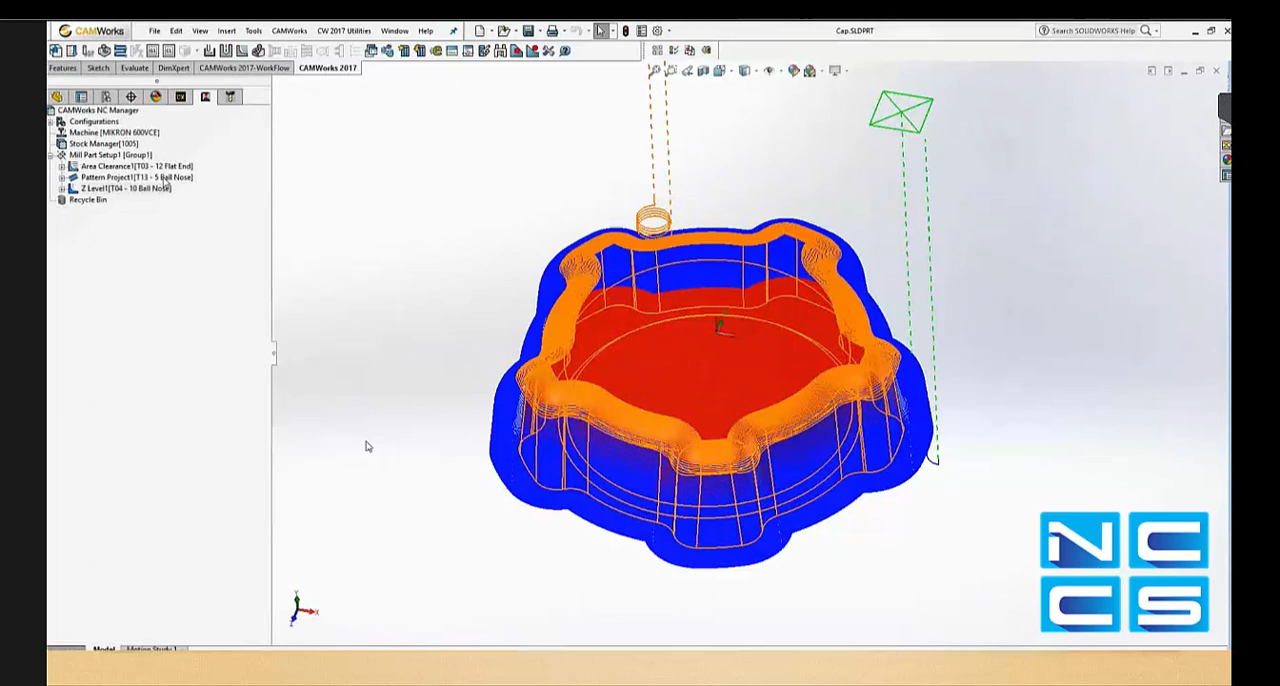 CAMWorks File Edit View Insert Tools CAMWorks CW 2017 Utilities Window Help Cap.SLDPRT Search SOLIDWORKS Help
Features Sketch Evaluate DimXpert CAMWorks 2017-WorkFlow CAMWorks 2017
CAMWorks NC Manager
Configurations
Machine [MIKRON 600VCE]
Stock Manager[1005]
Mill Part Setup1 [Group1]
Area Clearance1[T03 - 12 Flat End]
Pattern Project1[T13 - 5 Ball Nose]
Z Level1[T04 - 10 Ball Nose]
Recycle Bin
NC
CS
Y
X
Z
Model Motion Study 1